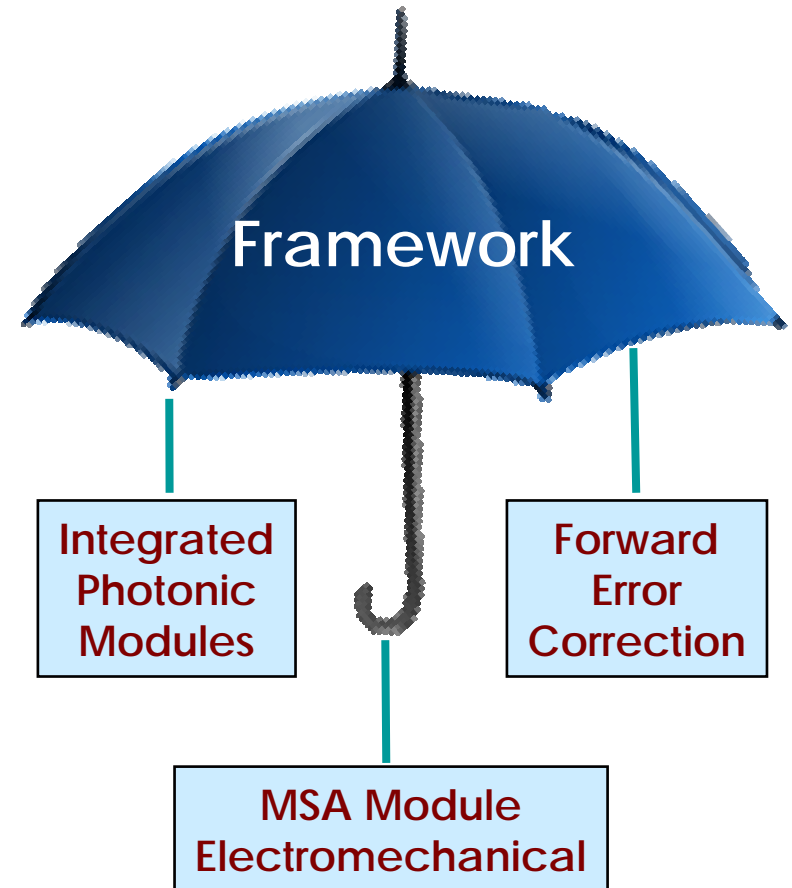 Framework
Integrated
Photonic
Modules
Forward
Error
Correction
MSA Module
Electromechanical